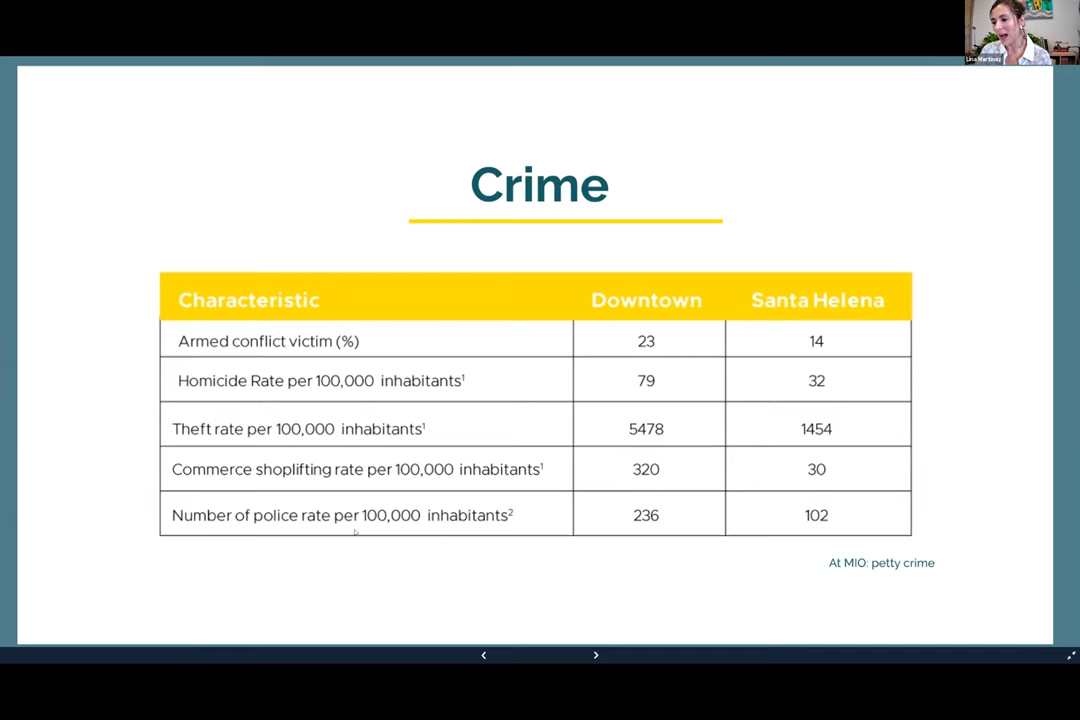 Lina Martinez
Crime
Characteristic Downtown Santa Helena
Armed conflict victim (%) 23 14
Homicide Rate per 100,000 inhabitants¹ 79 32
Theft rate per 100,000 inhabitants¹ 5478 1454
Commerce shoplifting rate per 100,000 inhabitants¹ 320 30
Number of police rate per 100,000 inhabitants² 236 102
At MIO: petty crime